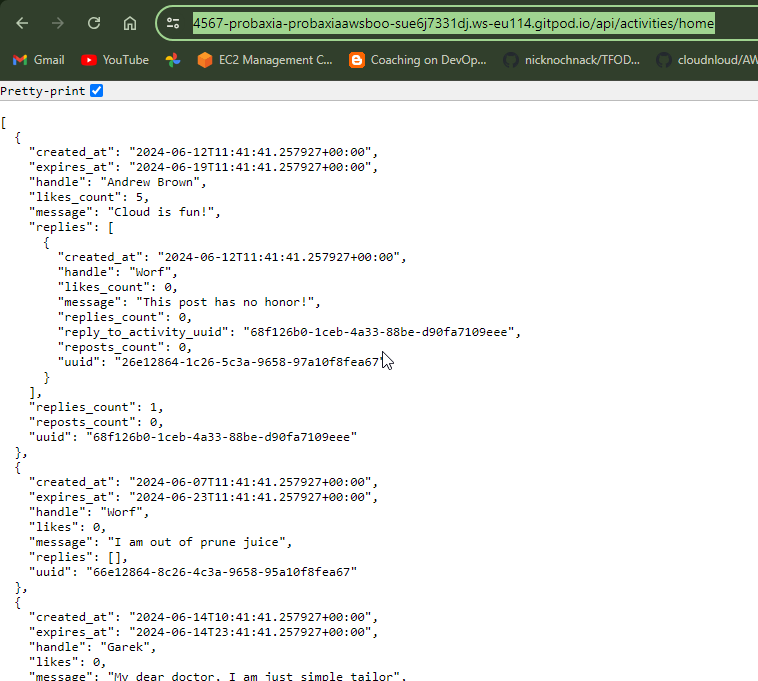 4567-probaxia-probaxiaawsboo-sue6j7331dj.ws-eu114.gitpod.io/api/activities/home
Gmail YouTube EC2 Management C... Coaching on DevOp... nicknochnack/TFOD... cloudnloud/AW
Pretty-print
[
  {
    "created_at": "2024-06-12T11:41:41.257927+00:00",
    "expires_at": "2024-06-19T11:41:41.257927+00:00",
    "handle": "Andrew Brown",
    "likes_count": 5,
    "message": "Cloud is fun!",
    "replies": [
      {
        "created_at": "2024-06-12T11:41:41.257927+00:00",
        "handle": "Worf",
        "likes_count": 0,
        "message": "This post has no honor!",
        "replies_count": 0,
        "reply_to_activity_uuid": "68f126b0-1ceb-4a33-88be-d90fa7109eee",
        "reposts_count": 0,
        "uuid": "26e12864-1c26-5c3a-9658-97a10f8fea67"
      }
    ],
    "replies_count": 1,
    "reposts_count": 0,
    "uuid": "68f126b0-1ceb-4a33-88be-d90fa7109eee"
  },
  {
    "created_at": "2024-06-07T11:41:41.257927+00:00",
    "expires_at": "2024-06-23T11:41:41.257927+00:00",
    "handle": "Worf",
    "likes": 0,
    "message": "I am out of prune juice",
    "replies": [],
    "uuid": "66e12864-8c26-4c3a-9658-95a10f8fea67"
  },
  {
    "created_at": "2024-06-14T10:41:41.257927+00:00",
    "expires_at": "2024-06-14T23:41:41.257927+00:00",
    "handle": "Garek",
    "likes": 0,
    "message": "My dear doctor, I am just simple tailor",